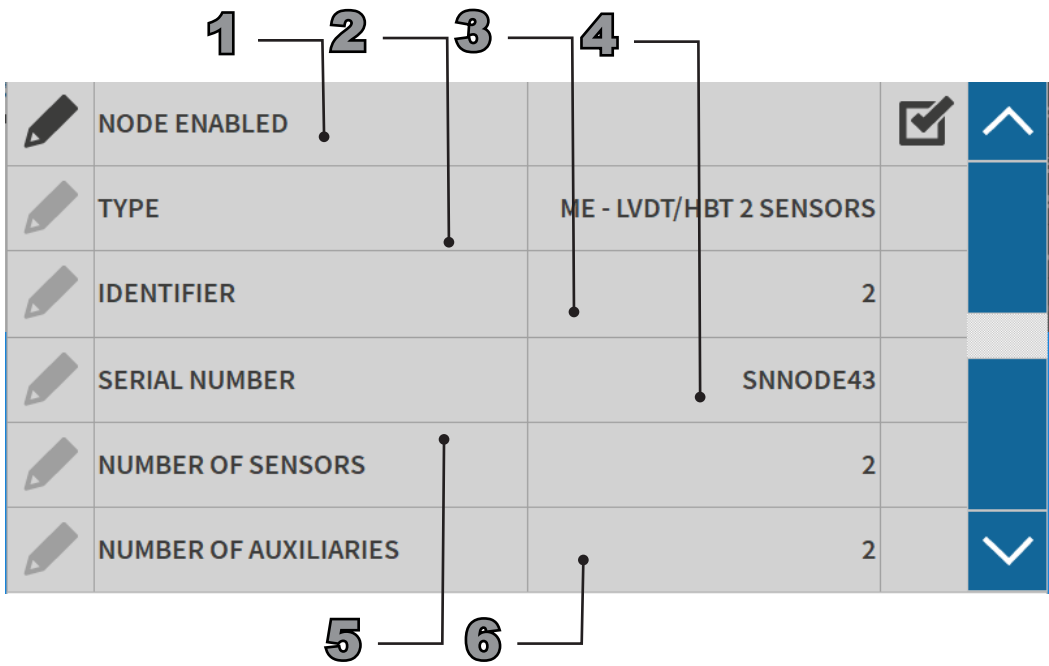 1 2 3 4
NODE ENABLED
TYPE ME - LVDT/HBT 2 SENSORS
IDENTIFIER 2
SERIAL NUMBER SNNODE43
NUMBER OF SENSORS 2
NUMBER OF AUXILIARIES 2
5 6